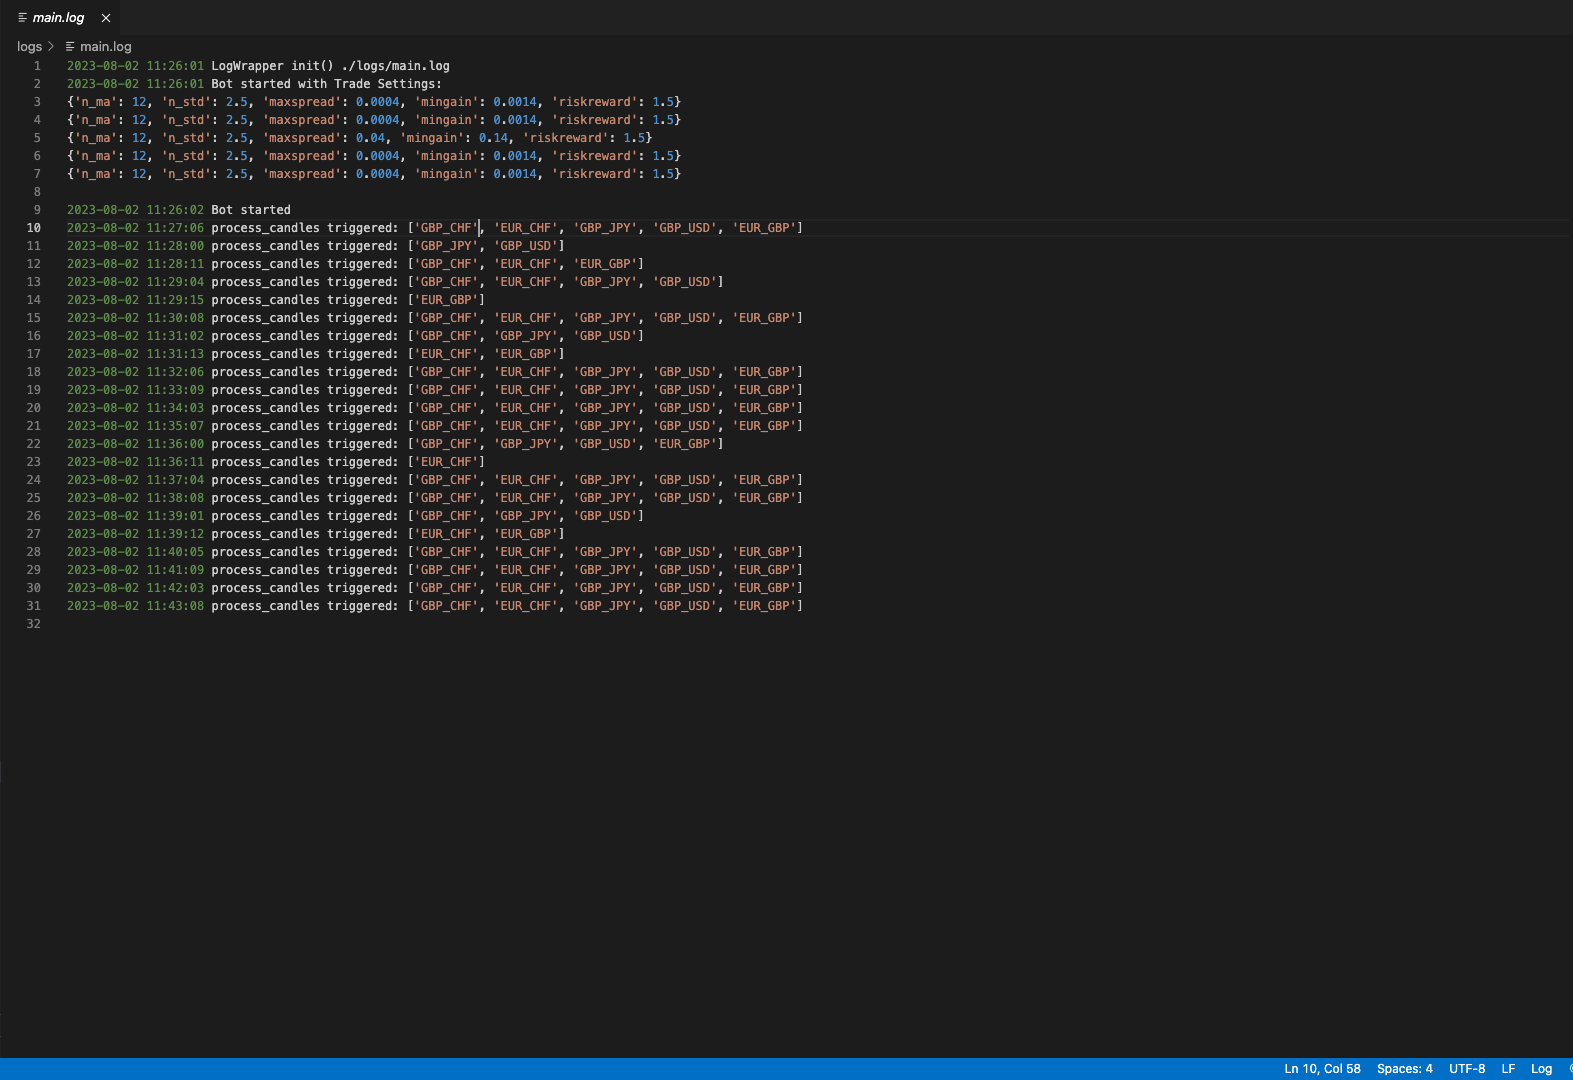 main.log
logs main.log
1 2023-08-02 11:26:01 LogWrapper init() ./logs/main.log
2 2023-08-02 11:26:01 Bot started with Trade Settings:
3 {'n_ma': 12, 'n_std': 2.5, 'maxspread': 0.0004, 'mingain': 0.0014, 'riskreward': 1.5}
4 {'n_ma': 12, 'n_std': 2.5, 'maxspread': 0.0004, 'mingain': 0.0014, 'riskreward': 1.5}
5 {'n_ma': 12, 'n_std': 2.5, 'maxspread': 0.04, 'mingain': 0.14, 'riskreward': 1.5}
6 {'n_ma': 12, 'n_std': 2.5, 'maxspread': 0.0004, 'mingain': 0.0014, 'riskreward': 1.5}
7 {'n_ma': 12, 'n_std': 2.5, 'maxspread': 0.0004, 'mingain': 0.0014, 'riskreward': 1.5}
8
9 2023-08-02 11:26:02 Bot started
10 2023-08-02 11:27:06 process_candles triggered: ['GBP_CHF', 'EUR_CHF', 'GBP_JPY', 'GBP_USD', 'EUR_GBP']
11 2023-08-02 11:28:00 process_candles triggered: ['GBP_JPY', 'GBP_USD']
12 2023-08-02 11:28:11 process_candles triggered: ['GBP_CHF', 'EUR_CHF', 'EUR_GBP']
13 2023-08-02 11:29:04 process_candles triggered: ['GBP_CHF', 'EUR_CHF', 'GBP_JPY', 'GBP_USD']
14 2023-08-02 11:29:15 process_candles triggered: ['EUR_GBP']
15 2023-08-02 11:30:08 process_candles triggered: ['GBP_CHF', 'EUR_CHF', 'GBP_JPY', 'GBP_USD', 'EUR_GBP']
16 2023-08-02 11:31:02 process_candles triggered: ['GBP_CHF', 'GBP_JPY', 'GBP_USD']
17 2023-08-02 11:31:13 process_candles triggered: ['EUR_CHF', 'EUR_GBP']
18 2023-08-02 11:32:06 process_candles triggered: ['GBP_CHF', 'EUR_CHF', 'GBP_JPY', 'GBP_USD', 'EUR_GBP']
19 2023-08-02 11:33:09 process_candles triggered: ['GBP_CHF', 'EUR_CHF', 'GBP_JPY', 'GBP_USD', 'EUR_GBP']
20 2023-08-02 11:34:03 process_candles triggered: ['GBP_CHF', 'EUR_CHF', 'GBP_JPY', 'GBP_USD', 'EUR_GBP']
21 2023-08-02 11:35:07 process_candles triggered: ['GBP_CHF', 'EUR_CHF', 'GBP_JPY', 'GBP_USD', 'EUR_GBP']
22 2023-08-02 11:36:00 process_candles triggered: ['GBP_CHF', 'GBP_JPY', 'GBP_USD', 'EUR_GBP']
23 2023-08-02 11:36:11 process_candles triggered: ['EUR_CHF']
24 2023-08-02 11:37:04 process_candles triggered: ['GBP_CHF', 'EUR_CHF', 'GBP_JPY', 'GBP_USD', 'EUR_GBP']
25 2023-08-02 11:38:08 process_candles triggered: ['GBP_CHF', 'EUR_CHF', 'GBP_JPY', 'GBP_USD', 'EUR_GBP']
26 2023-08-02 11:39:01 process_candles triggered: ['GBP_CHF', 'GBP_JPY', 'GBP_USD']
27 2023-08-02 11:39:12 process_candles triggered: ['EUR_CHF', 'EUR_GBP']
28 2023-08-02 11:40:05 process_candles triggered: ['GBP_CHF', 'EUR_CHF', 'GBP_JPY', 'GBP_USD', 'EUR_GBP']
29 2023-08-02 11:41:09 process_candles triggered: ['GBP_CHF', 'EUR_CHF', 'GBP_JPY', 'GBP_USD', 'EUR_GBP']
30 2023-08-02 11:42:03 process_candles triggered: ['GBP_CHF', 'EUR_CHF', 'GBP_JPY', 'GBP_USD', 'EUR_GBP']
31 2023-08-02 11:43:08 process_candles triggered: ['GBP_CHF', 'EUR_CHF', 'GBP_JPY', 'GBP_USD', 'EUR_GBP']
32
Ln 10, Col 58 Spaces: 4 UTF-8 LF Log